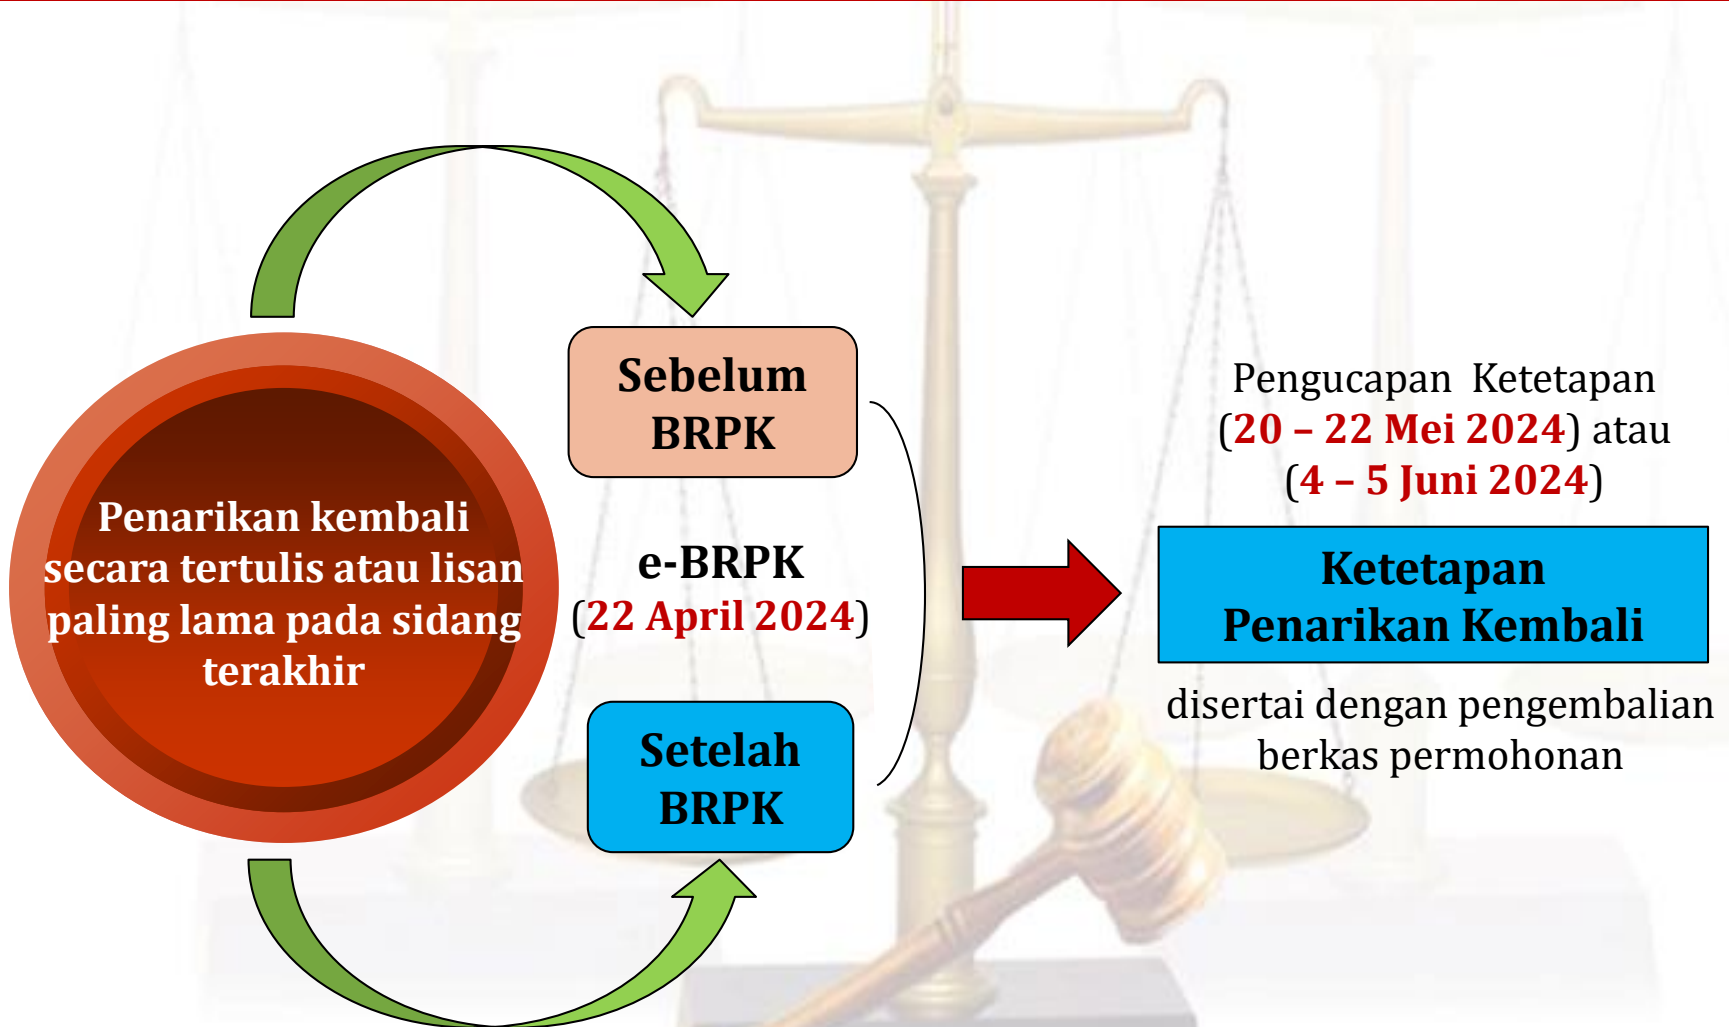 Penarikan kembali
secara tertulis atau lisan
paling lama pada sidang
terakhir
Sebelum
BRPK
e-BRPK
(22 April 2024)
Setelah
BRPK
Pengucapan Ketetapan
(20 – 22 Mei 2024) atau
(4 – 5 Juni 2024)
Ketetapan
Penarikan Kembali
disertai dengan pengembalian
berkas permohonan